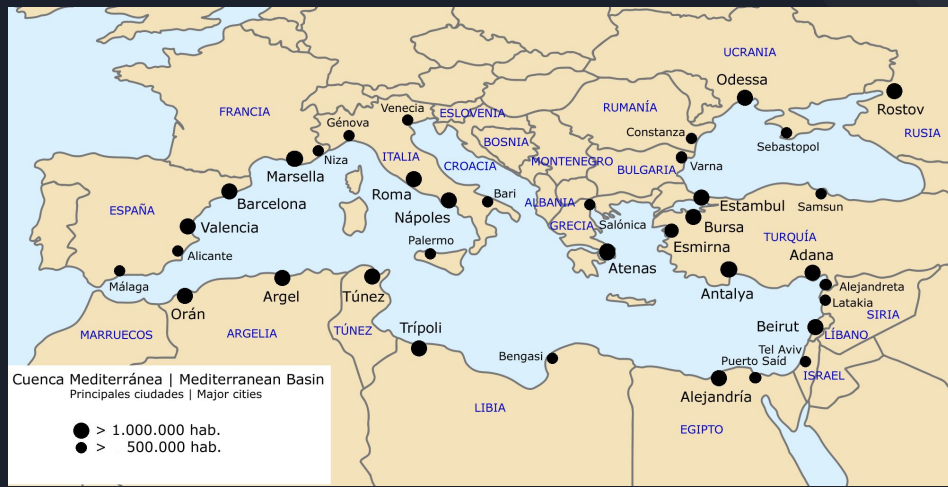 UCRANIA
Odessa
Rostov
RUSIA
FRANCIA
Venecia
ESLOVENIA
RUMANÍA
Génova
Constanza
Sebastopol
BOSNIA
Niza
ITALIA
CROACIA
MONTENEGRO
BULGARIA
Varna
Marsella
Roma
Bari
Barcelona
ESPAÑA
Nápoles
ALBANIA
Estambul
Samsun
GRECIA
Salónica
Bursa
Valencia
Palermo
Esmirna
TURQUÍA
Alicante
Atenas
Adana
Málaga
Argel
Túnez
Antalya
Alejandreta
Latakia
Orán
SIRIA
MARRUECOS
ARGELIA
TÚNEZ
Trípoli
Beirut
LÍBANO
Bengasi
Tel Aviv
Puerto Saíd
ISRAEL
Alejandría
LIBIA
EGIPTO
Cuenca Mediterránea | Mediterranean Basin
Principales ciudades | Major cities
> 1.000.000 hab.
> 500.000 hab.